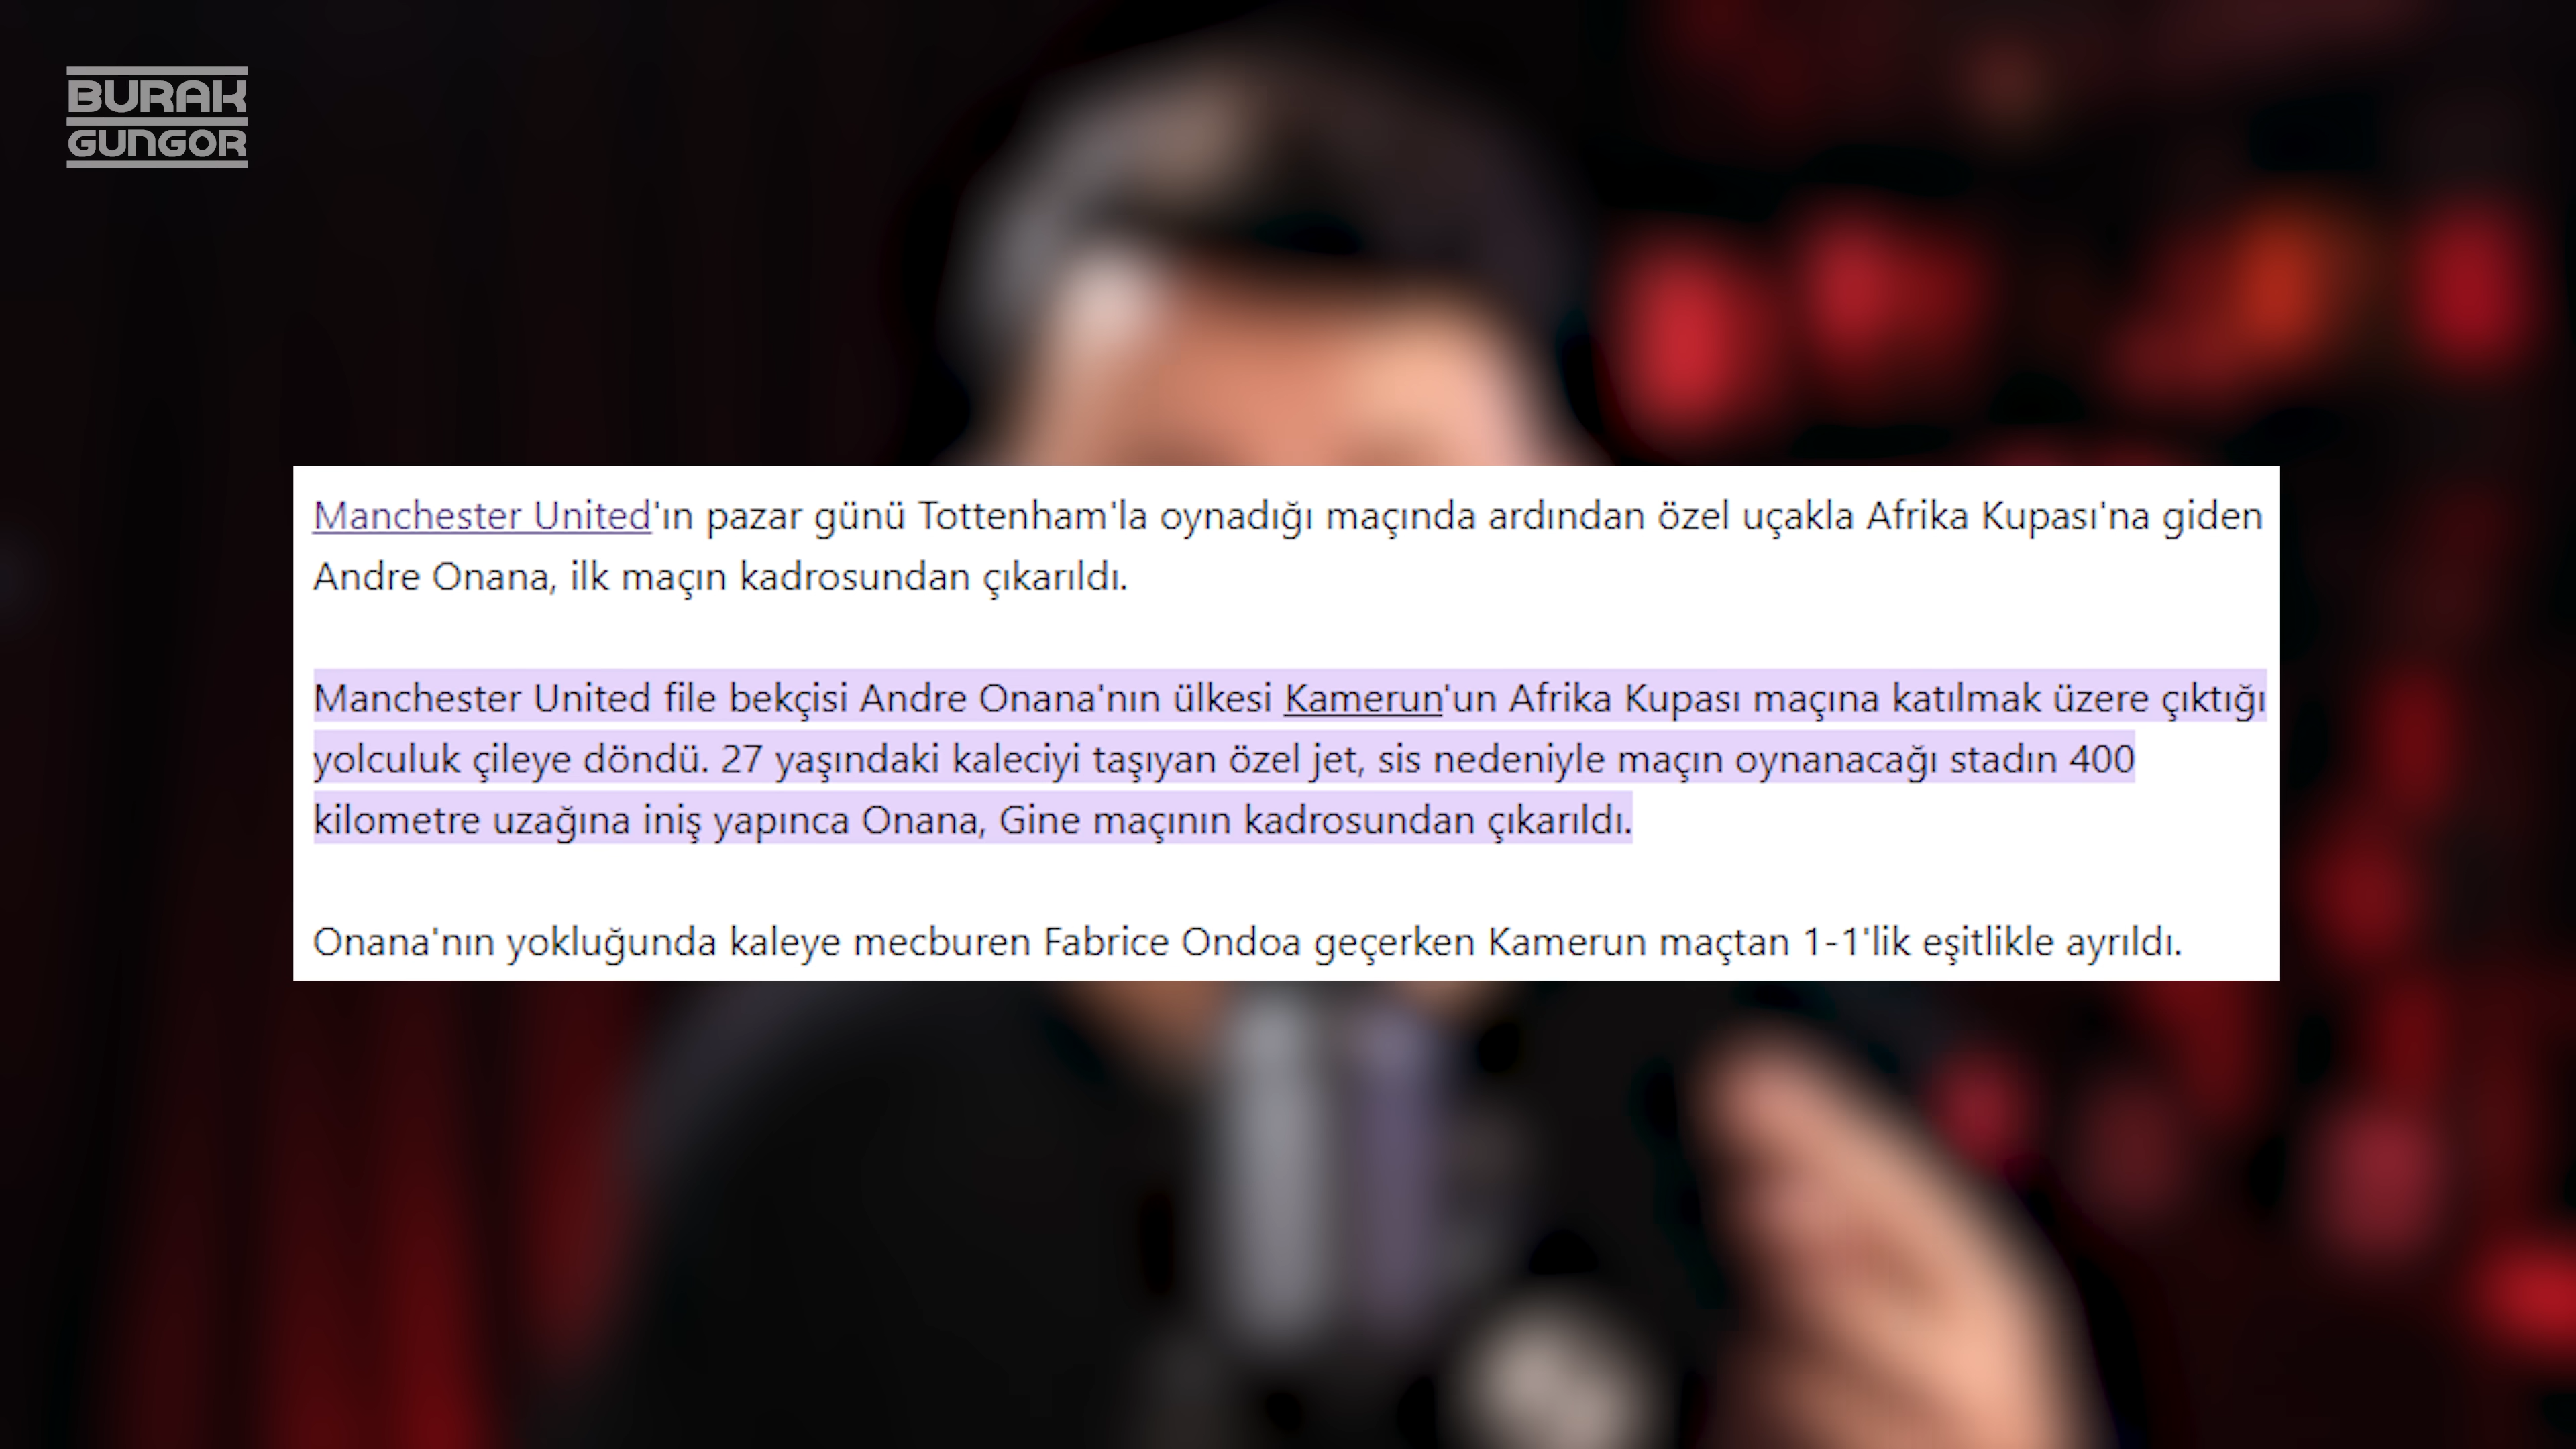 BURAK
GUNGOR
Manchester United'ın pazar günü Tottenham'la oynadığı maçında ardından özel uçakla Afrika Kupası'na giden
Andre Onana, ilk maçın kadrosundan çıkarıldı.
Manchester United file bekçisi Andre Onana'nın ülkesi Kamerun'un Afrika Kupası maçına katılmak üzere çıktığı
yolculuk çileye döndü. 27 yaşındaki kaleciyi taşıyan özel jet, sis nedeniyle maçın oynanacağı stadın 400
kilometre uzağına iniş yapınca Onana, Gine maçının kadrosundan çıkarıldı.
Onana'nın yokluğunda kaleye mecburen Fabrice Ondoa geçerken Kamerun maçtan 1-1'lik eşitlikle ayrıldı.